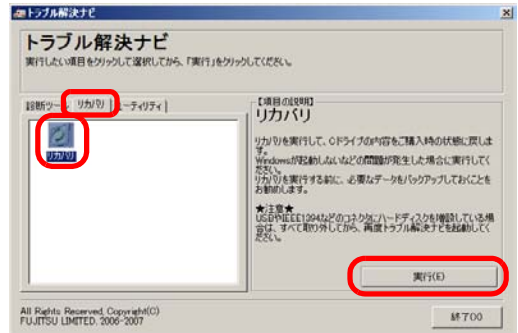 トラブル解決ナビ
トラブル解決ナビ
実行したい項目をクリックして選択してから、「実行」をクリックしてください。
診断ツール リカバリ ユーティリティ
リカバリ
【項目の説明】
リカバリ
リカバリを実行して、Cドライブの内容をご購入時の状態に戻しま
す。
Windowsが起動しないなどの問題が発生した場合に実行してく
ださい。
リカバリを実行する前に、必要なデータをバックアップしておくことを
お勧めします。
★注意★
USBやIEEE1394などのコネクタにハードディスクを増設している場
合は、すべて取り外してから、再度トラブル解決ナビを起動してく
ださい。
実行(E)
All Rights Reserved, Copyright(C)
FUJITSU LIMITED. 2006-2007
終了(X)